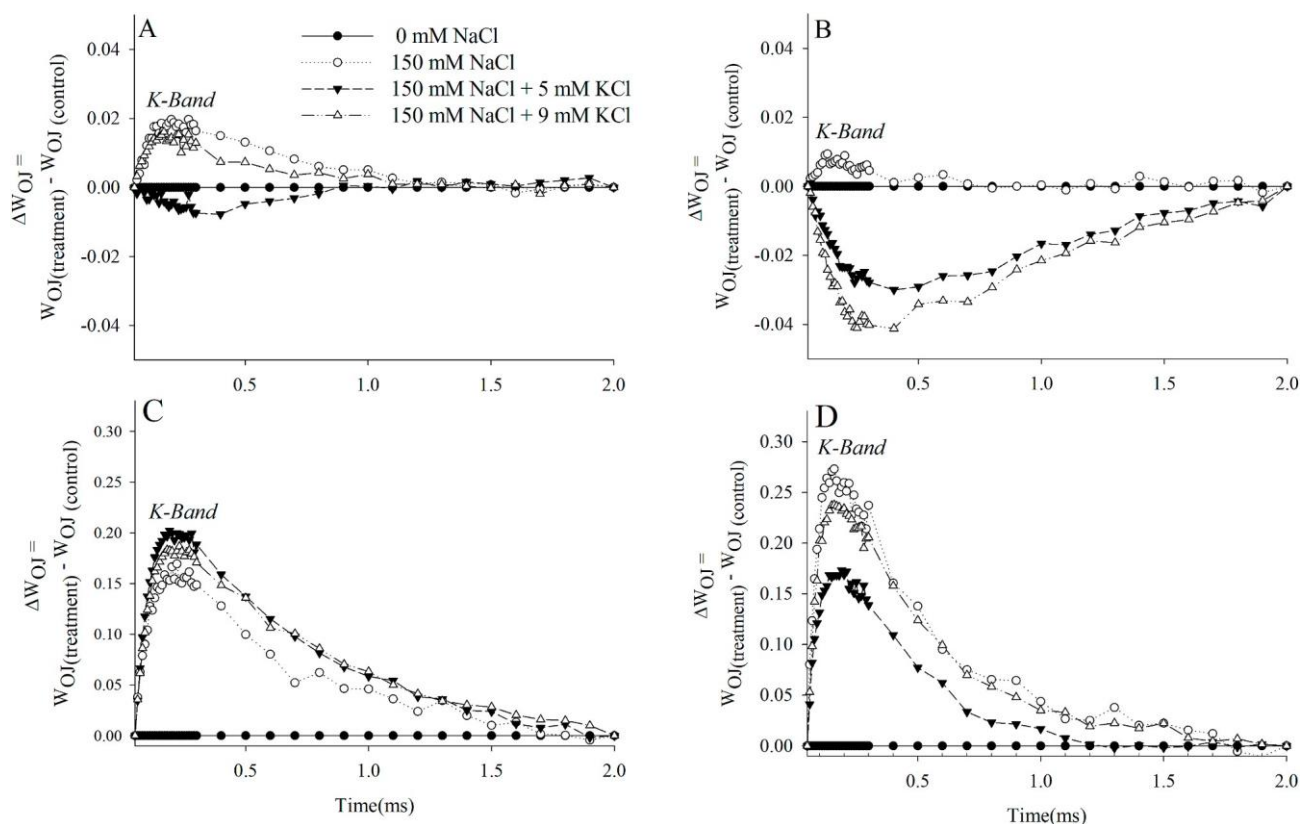 A
0 mM NaCl
150 mM NaCl
150 mM NaCl + 5 mM KCl
150 mM NaCl + 9 mM KCl
K-Band
0.04
0.02
0.00
-0.02
-0.04
ΔW_OJ =
W_OJ(treatment) - W_OJ (control)
0.5
1.0
1.5
2.0
B
K-Band
0.04
0.02
0.00
-0.02
-0.04
ΔW_OJ =
W_OJ(treatment) - W_OJ (control)
0.5
1.0
1.5
2.0
C
K-Band
0.30
0.25
0.20
0.15
0.10
0.05
0.00
ΔW_OJ =
W_OJ(treatment) - W_OJ (control)
0.5
1.0
1.5
2.0
Time(ms)
D
K-Band
0.30
0.25
0.20
0.15
0.10
0.05
0.00
ΔW_OJ =
W_OJ(treatment) - W_OJ (control)
0.5
1.0
1.5
2.0
Time(ms)